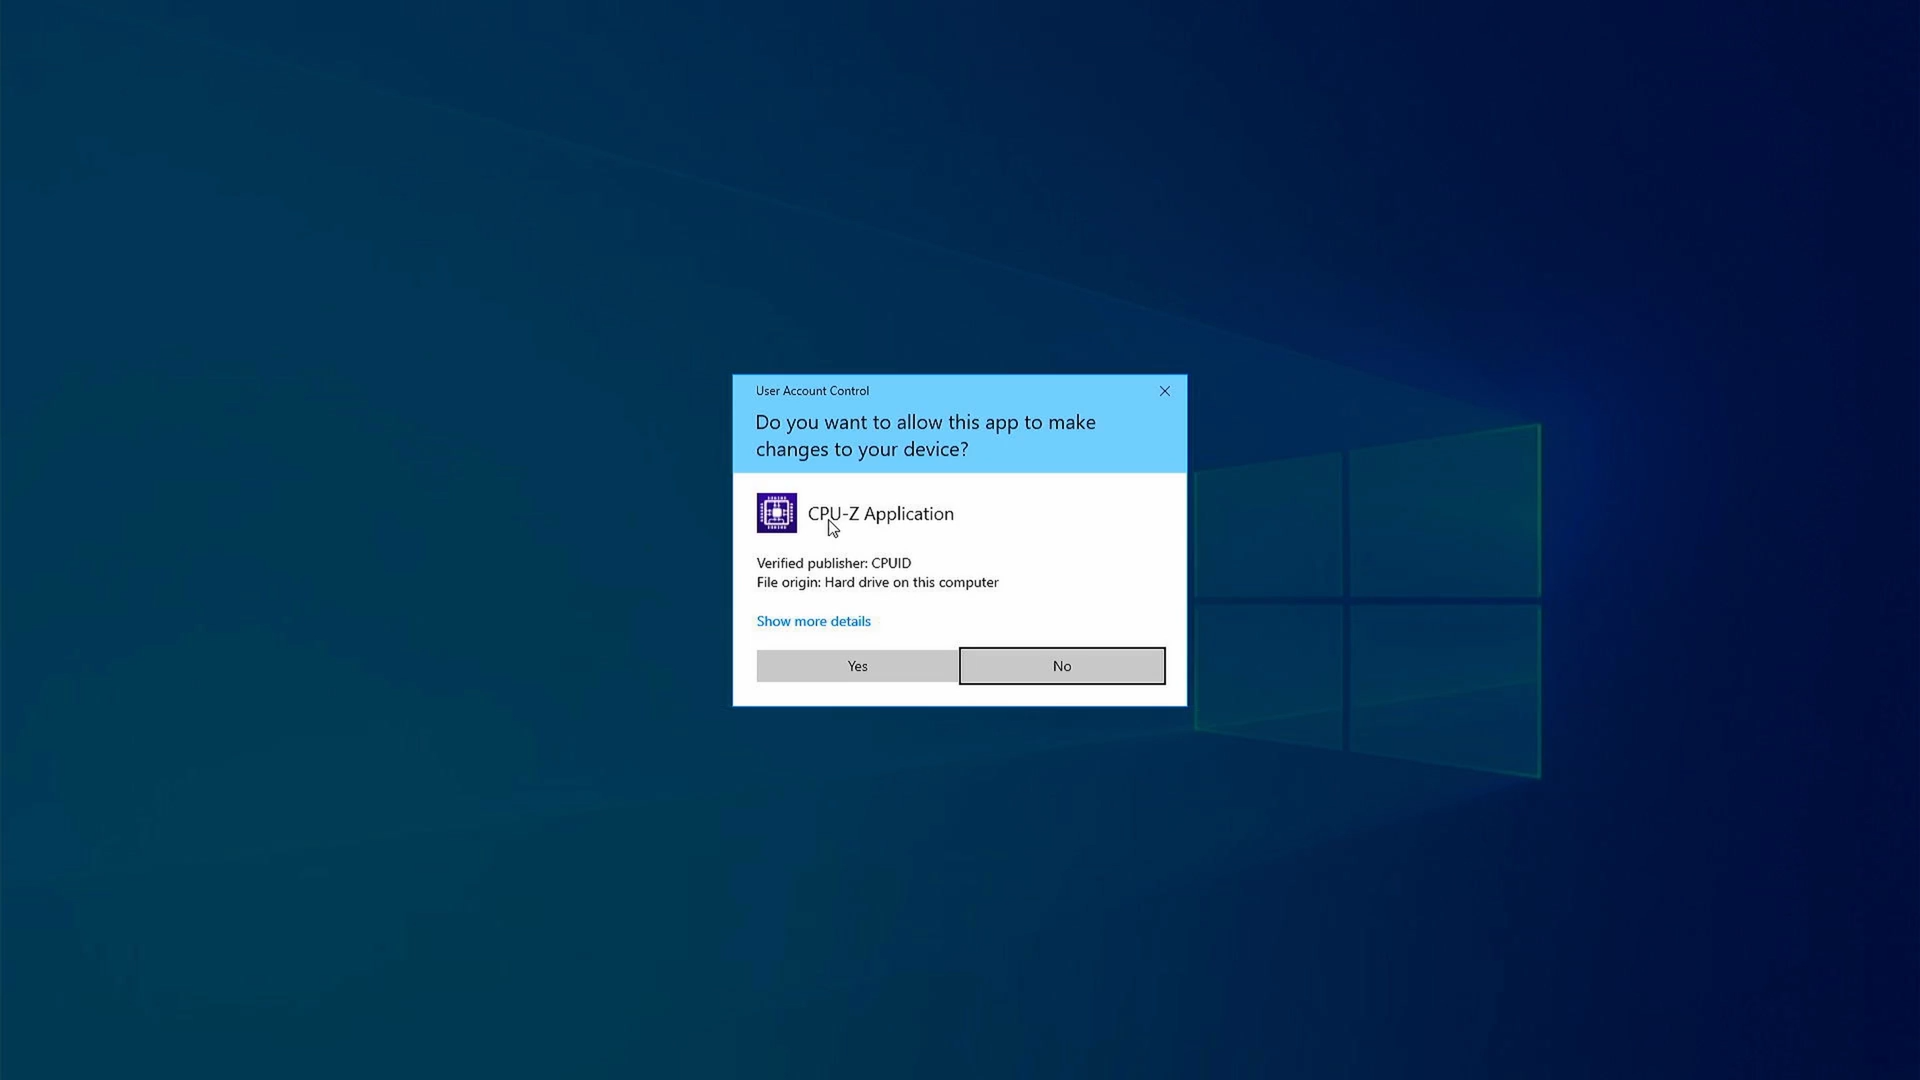 User Account Control
Do you want to allow this app to make
changes to your device?
CPU-Z Application
Verified publisher: CPUID
File origin: Hard drive on this computer
Show more details
Yes
No